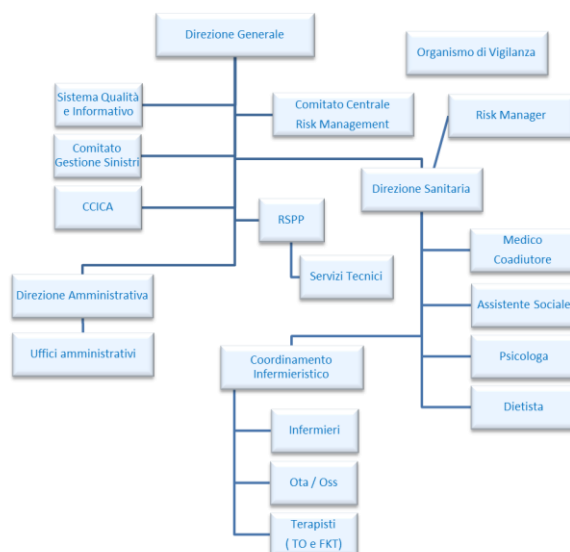 Direzione Generale
Organismo di Vigilanza
Sistema Qualità
e Informativo
Comitato Centrale
Risk Management
Risk Manager
Comitato
Gestione Sinistri
Direzione Sanitaria
CCICA
RSPP
Medico
Coadiutore
Servizi Tecnici
Direzione Amministrativa
Assistente Sociale
Uffici amministrativi
Coordinamento
Infermieristico
Psicologa
Dietista
Infermieri
Ota / Oss
Terapisti
( TO e FKT)